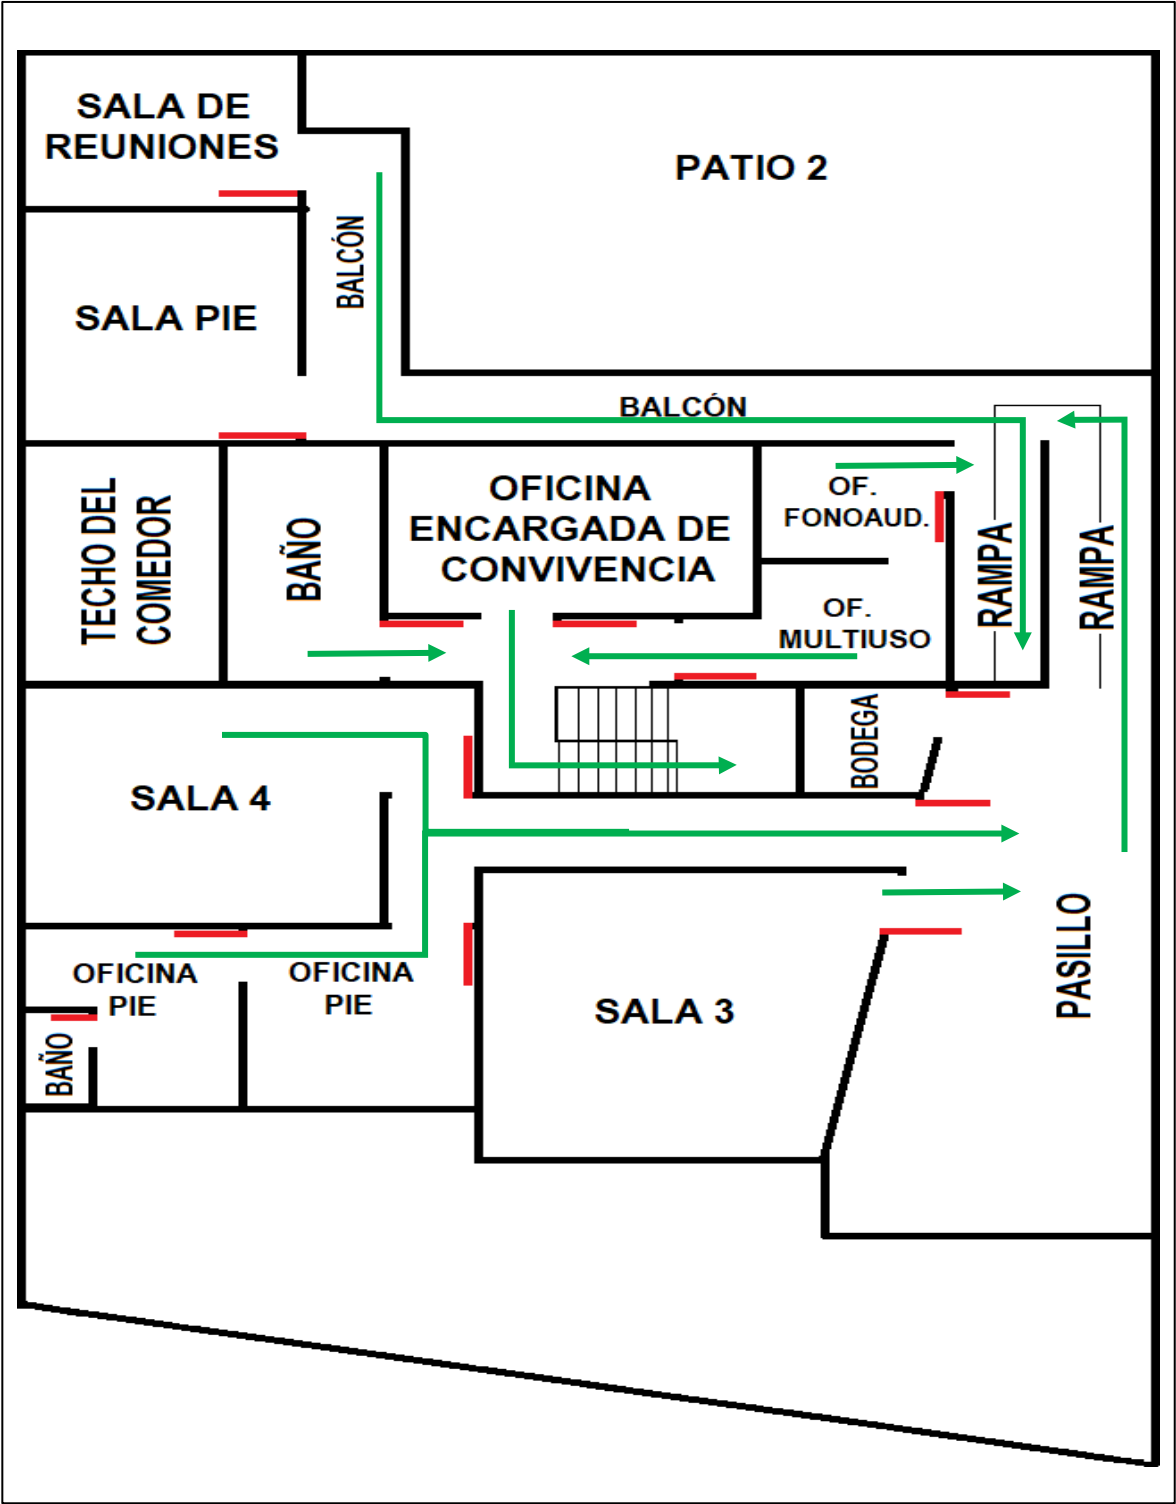 SALA DE
REUNIONES
PATIO 2
BALCÓN
SALA PIE
BALCÓN
TECHO DEL
COMEDOR
BAÑO
OFICINA
ENCARGADA DE
CONVIVENCIA
OF.
FONOAUD.
RAMPA
RAMPA
OF.
MULTIUSO
BODEGA
SALA 4
PASILLO
OFICINA
PIE
OFICINA
PIE
SALA 3
BAÑO